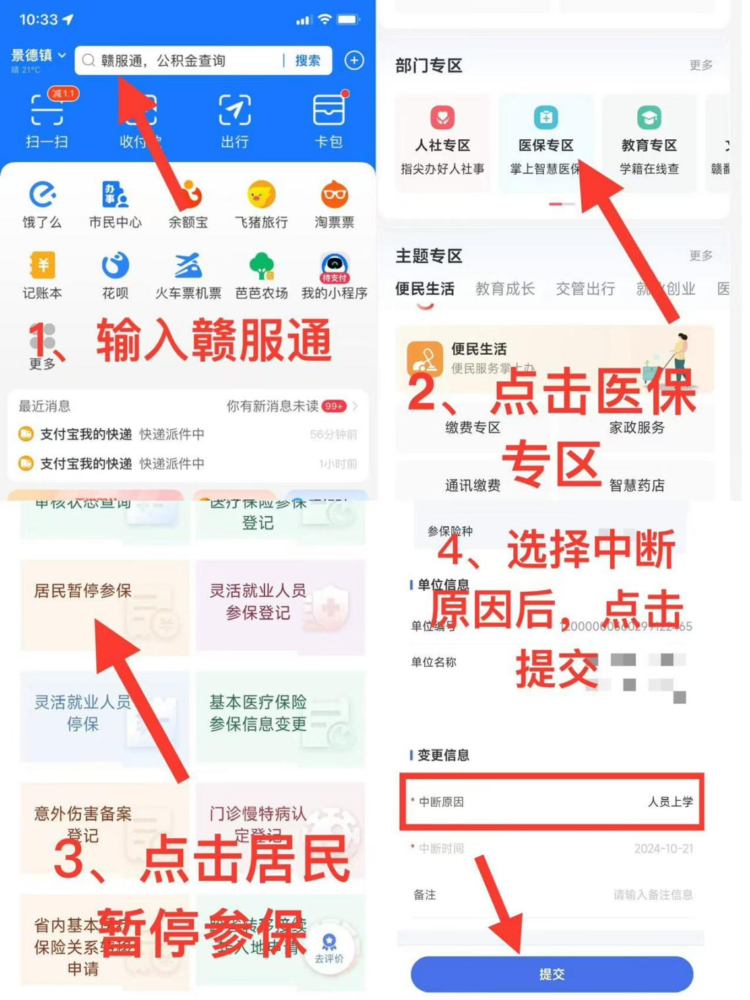 10:33
景德镇
晴 21°C
赣服通，公积金查询
搜索
减1.1
扫一扫
出行
卡包
办事
饿了么
市民中心
余额宝
飞猪旅行
淘票票
待支付
记账本
花呗
火车票机票
芭芭农场
我的小程序
1、输入赣服通
更多
最近消息
你有新消息未读 99+
支付宝我的快递 快递派件中
56分钟前
支付宝我的快递 快递派件中
1小时前
部门专区
更多
人社专区
医保专区
教育专区
指尖办好人社事
掌上智慧医保
学籍在线查
主题专区
更多
便民生活
教育成长
交管出行
就业创业
医
便民生活
便民服务掌上办
2、点击医保
缴费专区
家政服务
专区
通讯缴费
智慧药店
审核状态查询
医疗保险参保
登记
居民暂停参保
灵活就业人员
参保登记
灵活就业人员
停保
基本医疗保险
参保信息变更
意外伤害备案
登记
门诊慢特病认
定登记
3、点击居民
暂停参保
省内基本
保险关系转移
申请
去评价
参保险种
4、选择中断
单位信息
原因后，点击
单位编号
单位名称
提交
变更信息
* 中断原因
人员上学
* 中断时间
2024-10-21
备注
请输入备注信息
提交